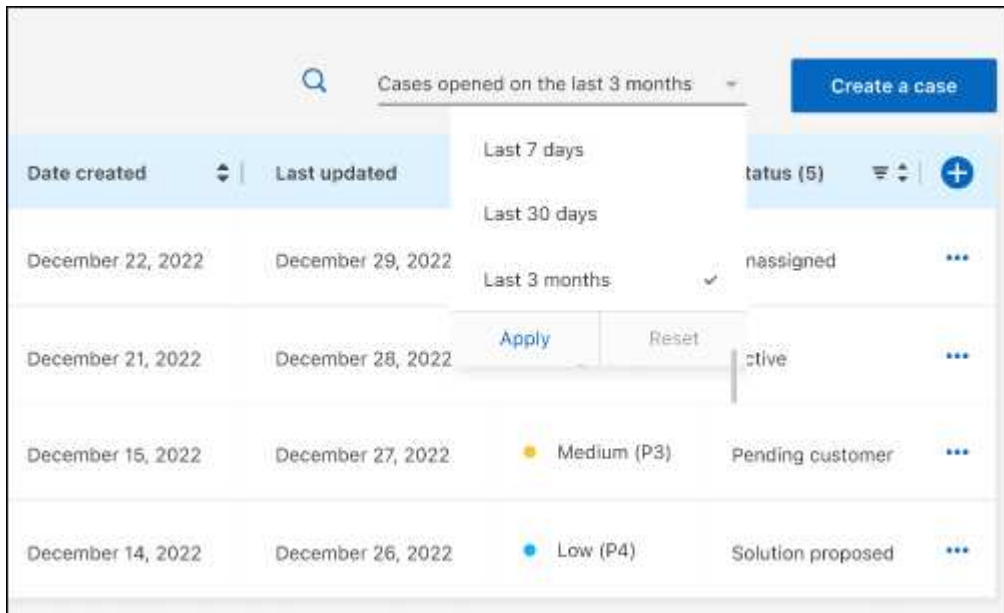 Cases opened on the last 3 months
Create a case
Last 7 days
Last 30 days
Last 3 months
Apply Reset
Date created Last updated tatus (5)
December 22, 2022 December 29, 2022 nassigned
December 21, 2022 December 28, 2022 ctive
December 15, 2022 December 27, 2022 Medium (P3) Pending customer
December 14, 2022 December 26, 2022 Low (P4) Solution proposed